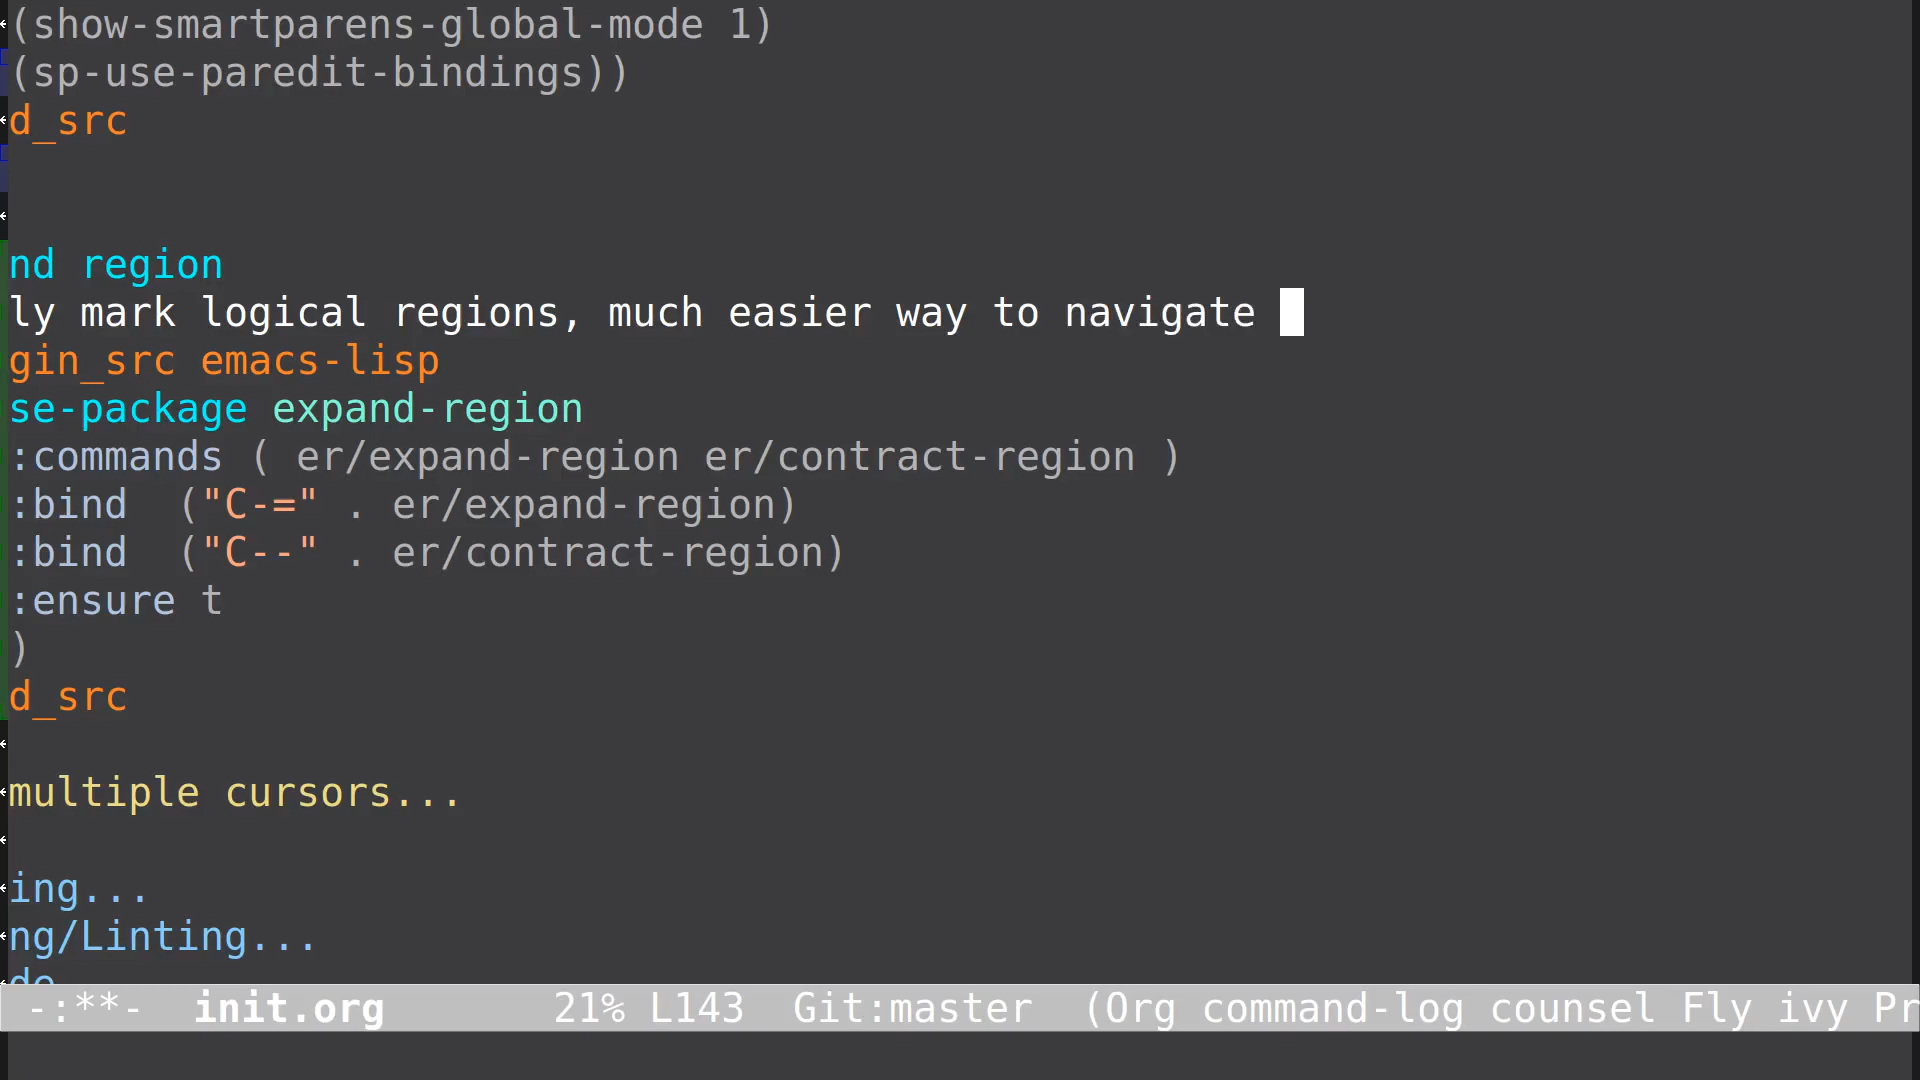 (show-smartparens-global-mode 1)
(sp-use-paredit-bindings))
d_src
nd region
ly mark logical regions, much easier way to navigate
gin_src emacs-lisp
se-package expand-region
:commands ( er/expand-region er/contract-region )
:bind  ("C-=" . er/expand-region)
:bind  ("C--" . er/contract-region)
:ensure t
)
d_src
multiple cursors...
ing...
ng/Linting...
de
-:**-  init.org       21% L143  Git:master  (Org command-log counsel Fly ivy Pr